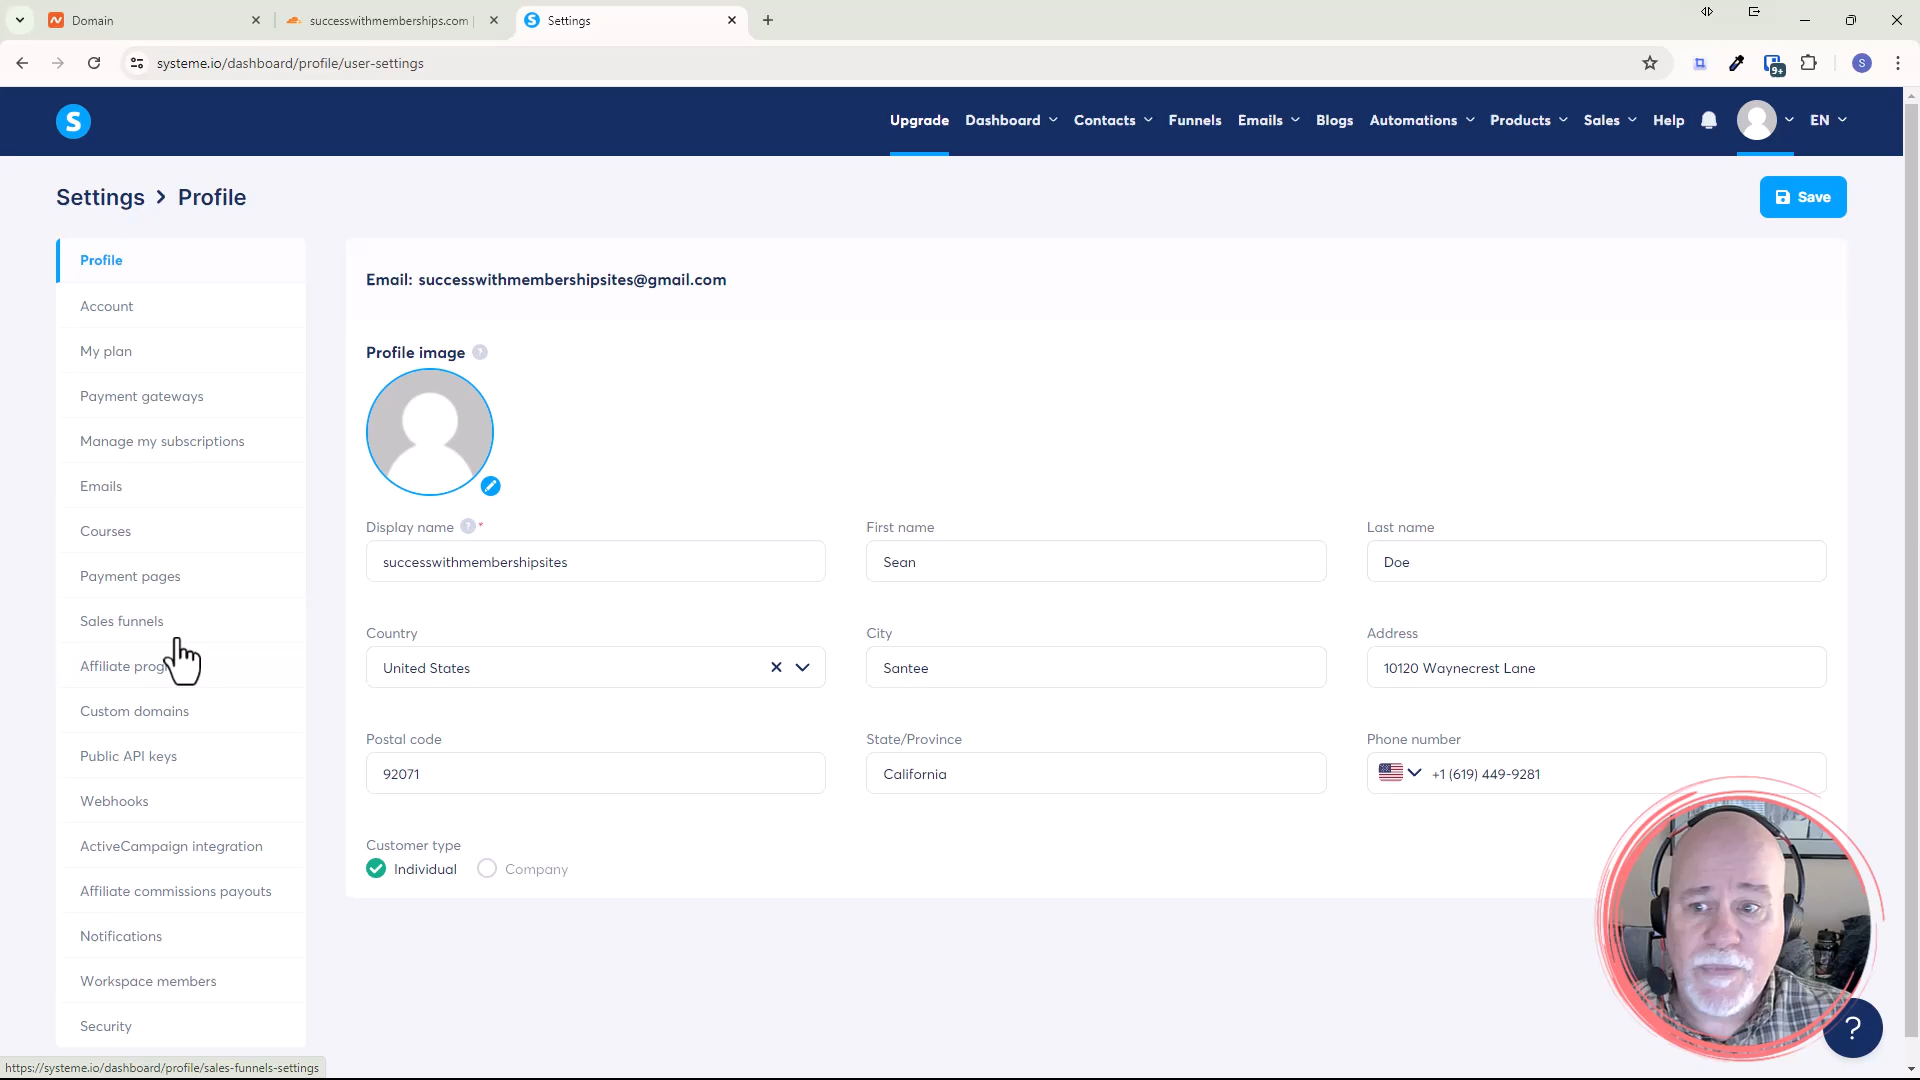 Domain
successwithmemberships.com
Settings
systeme.io/dashboard/profile/user-settings
9+
S
S
Upgrade
Dashboard
Contacts
Funnels
Emails
Blogs
Automations
Products
Sales
Help
EN
Settings > Profile
Save
Profile
Account
My plan
Payment gateways
Manage my subscriptions
Emails
Courses
Payment pages
Sales funnels
Affiliate prog
Custom domains
Public API keys
Webhooks
ActiveCampaign integration
Affiliate commissions payouts
Notifications
Workspace members
Security
Email: successwithmembershipsites@gmail.com
Profile image ?
Display name ? *
First name
Last name
successwithmembershipsites
Sean
Doe
Country
City
Address
United States
Santee
10120 Waynecrest Lane
Postal code
State/Province
Phone number
92071
California
+1 (619) 449-9281
Customer type
Individual
Company
?
https://systeme.io/dashboard/profile/sales-funnels-settings